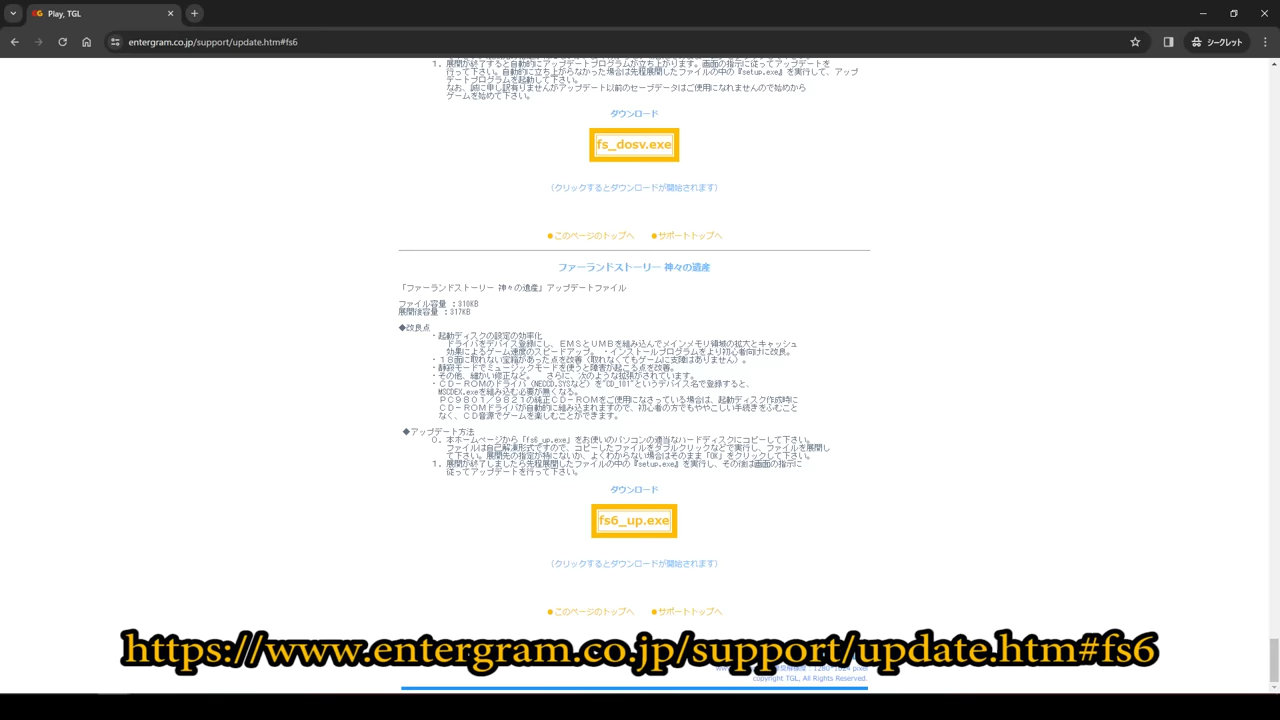 Play, TGL
entergram.co.jp/support/update.htm#fs6
シークレット
1. 展開が終了すると自動的にアップデートプログラムが立ち上がります。画面の指示に従ってアップデートを
行って下さい。自動的に立ち上がらなかった場合は先程展開したファイルの中の『setup.exe』を実行して、アップ
デートプログラムを起動して下さい。
なお、誠に申し訳有りませんがアップデート以前のセーブデータはご使用になれませんので始めから
ゲームを始めて下さい。
ダウンロード
fs_dosv.exe
(クリックするとダウンロードが開始されます)
●このページのトップへ ●サポートトップへ
ファーランドストーリー 神々の遺産
「ファーランドストーリー 神々の遺産」アップデートファイル
ファイル容量 :310KB
展開後容量 :317KB
◆改良点
・起動ディスクの設定の効率化
ドライバをデバイス登録にし、EMSとUMBを組み込んでメインメモリ領域の拡大とキャッシュ
効果によるゲーム速度のスピードアップ。 ・インストールプログラムをより初心者向けに改良。
・18面に取れない宝箱があった点を改善(取れなくてもゲームに支障はありません)。
・静寂モードでミュージックモードを使うと障害が起こる点を改善。
・その他、細かい修正など。 さらに、次のような拡張がされています。
・CD-ROMのドライバ(NECCD.SYSなど)を"CD_101"というデバイス名で登録すると、
MSCDEX.exeを組み込む必要が無くなる。
PC9801/9821の純正CD-ROMをご使用になさっている場合は、起動ディスク作成時に
CD-ROMドライバが自動的に組み込まれますので、初心者の方でもややこしい手続きをふむこと
なく、CD音源でゲームを楽しむことができます。
◆アップデート方法
0. 本ホームページから「fs6_up.exe」をお使いのパソコンの適当なハードディスクにコピーして下さい。
ファイルは自己解凍形式ですので、コピーしたファイルをダブルクリックなどで実行し、ファイルを展開し
て下さい。展開先の指定が特にないか、よくわからない場合はそのまま「OK」をクリックして下さい。
1. 展開が終了しましたら先程展開したファイルの中の『setup.exe』を実行し、その後は画面の指示に
従ってアップデートを行って下さい。
ダウンロード
fs6_up.exe
(クリックするとダウンロードが開始されます)
●このページのトップへ ●サポートトップへ
https://www.entergram.co.jp/support/update.htm#fs6
copyright TGL, All Rights Reserved.